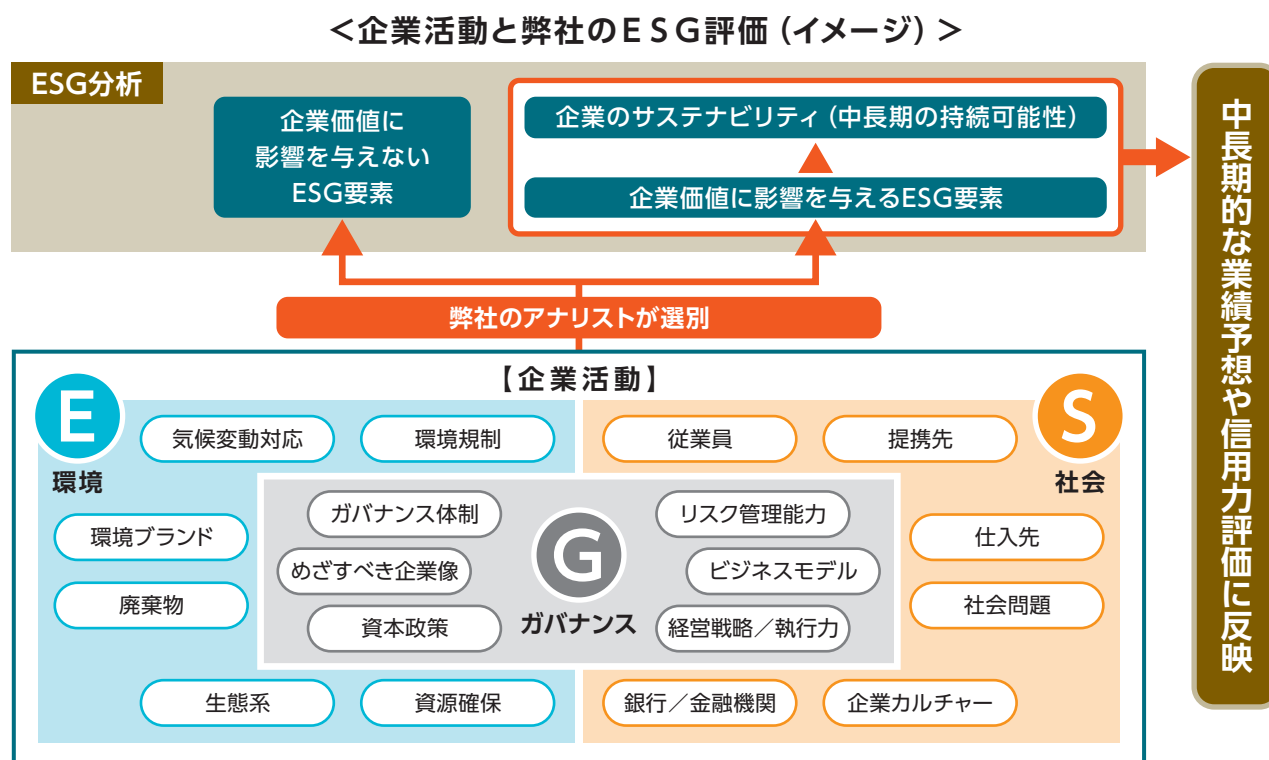 ＜企業活動と弊社のＥＳＧ評価（イメージ）＞
ESG分析
企業価値に
影響を与えない
ESG要素
企業のサステナビリティ（中長期の持続可能性）
企業価値に影響を与えるESG要素
中長期的な業績予想や信用力評価に反映
弊社のアナリストが選別
【企業活動】
E
環境
気候変動対応
環境規制
従業員
提携先
S
社会
環境ブランド
廃棄物
ガバナンス体制
めざすべき企業像
資本政策
G
ガバナンス
リスク管理能力
ビジネスモデル
経営戦略／執行力
仕入先
社会問題
生態系
資源確保
銀行／金融機関
企業カルチャー